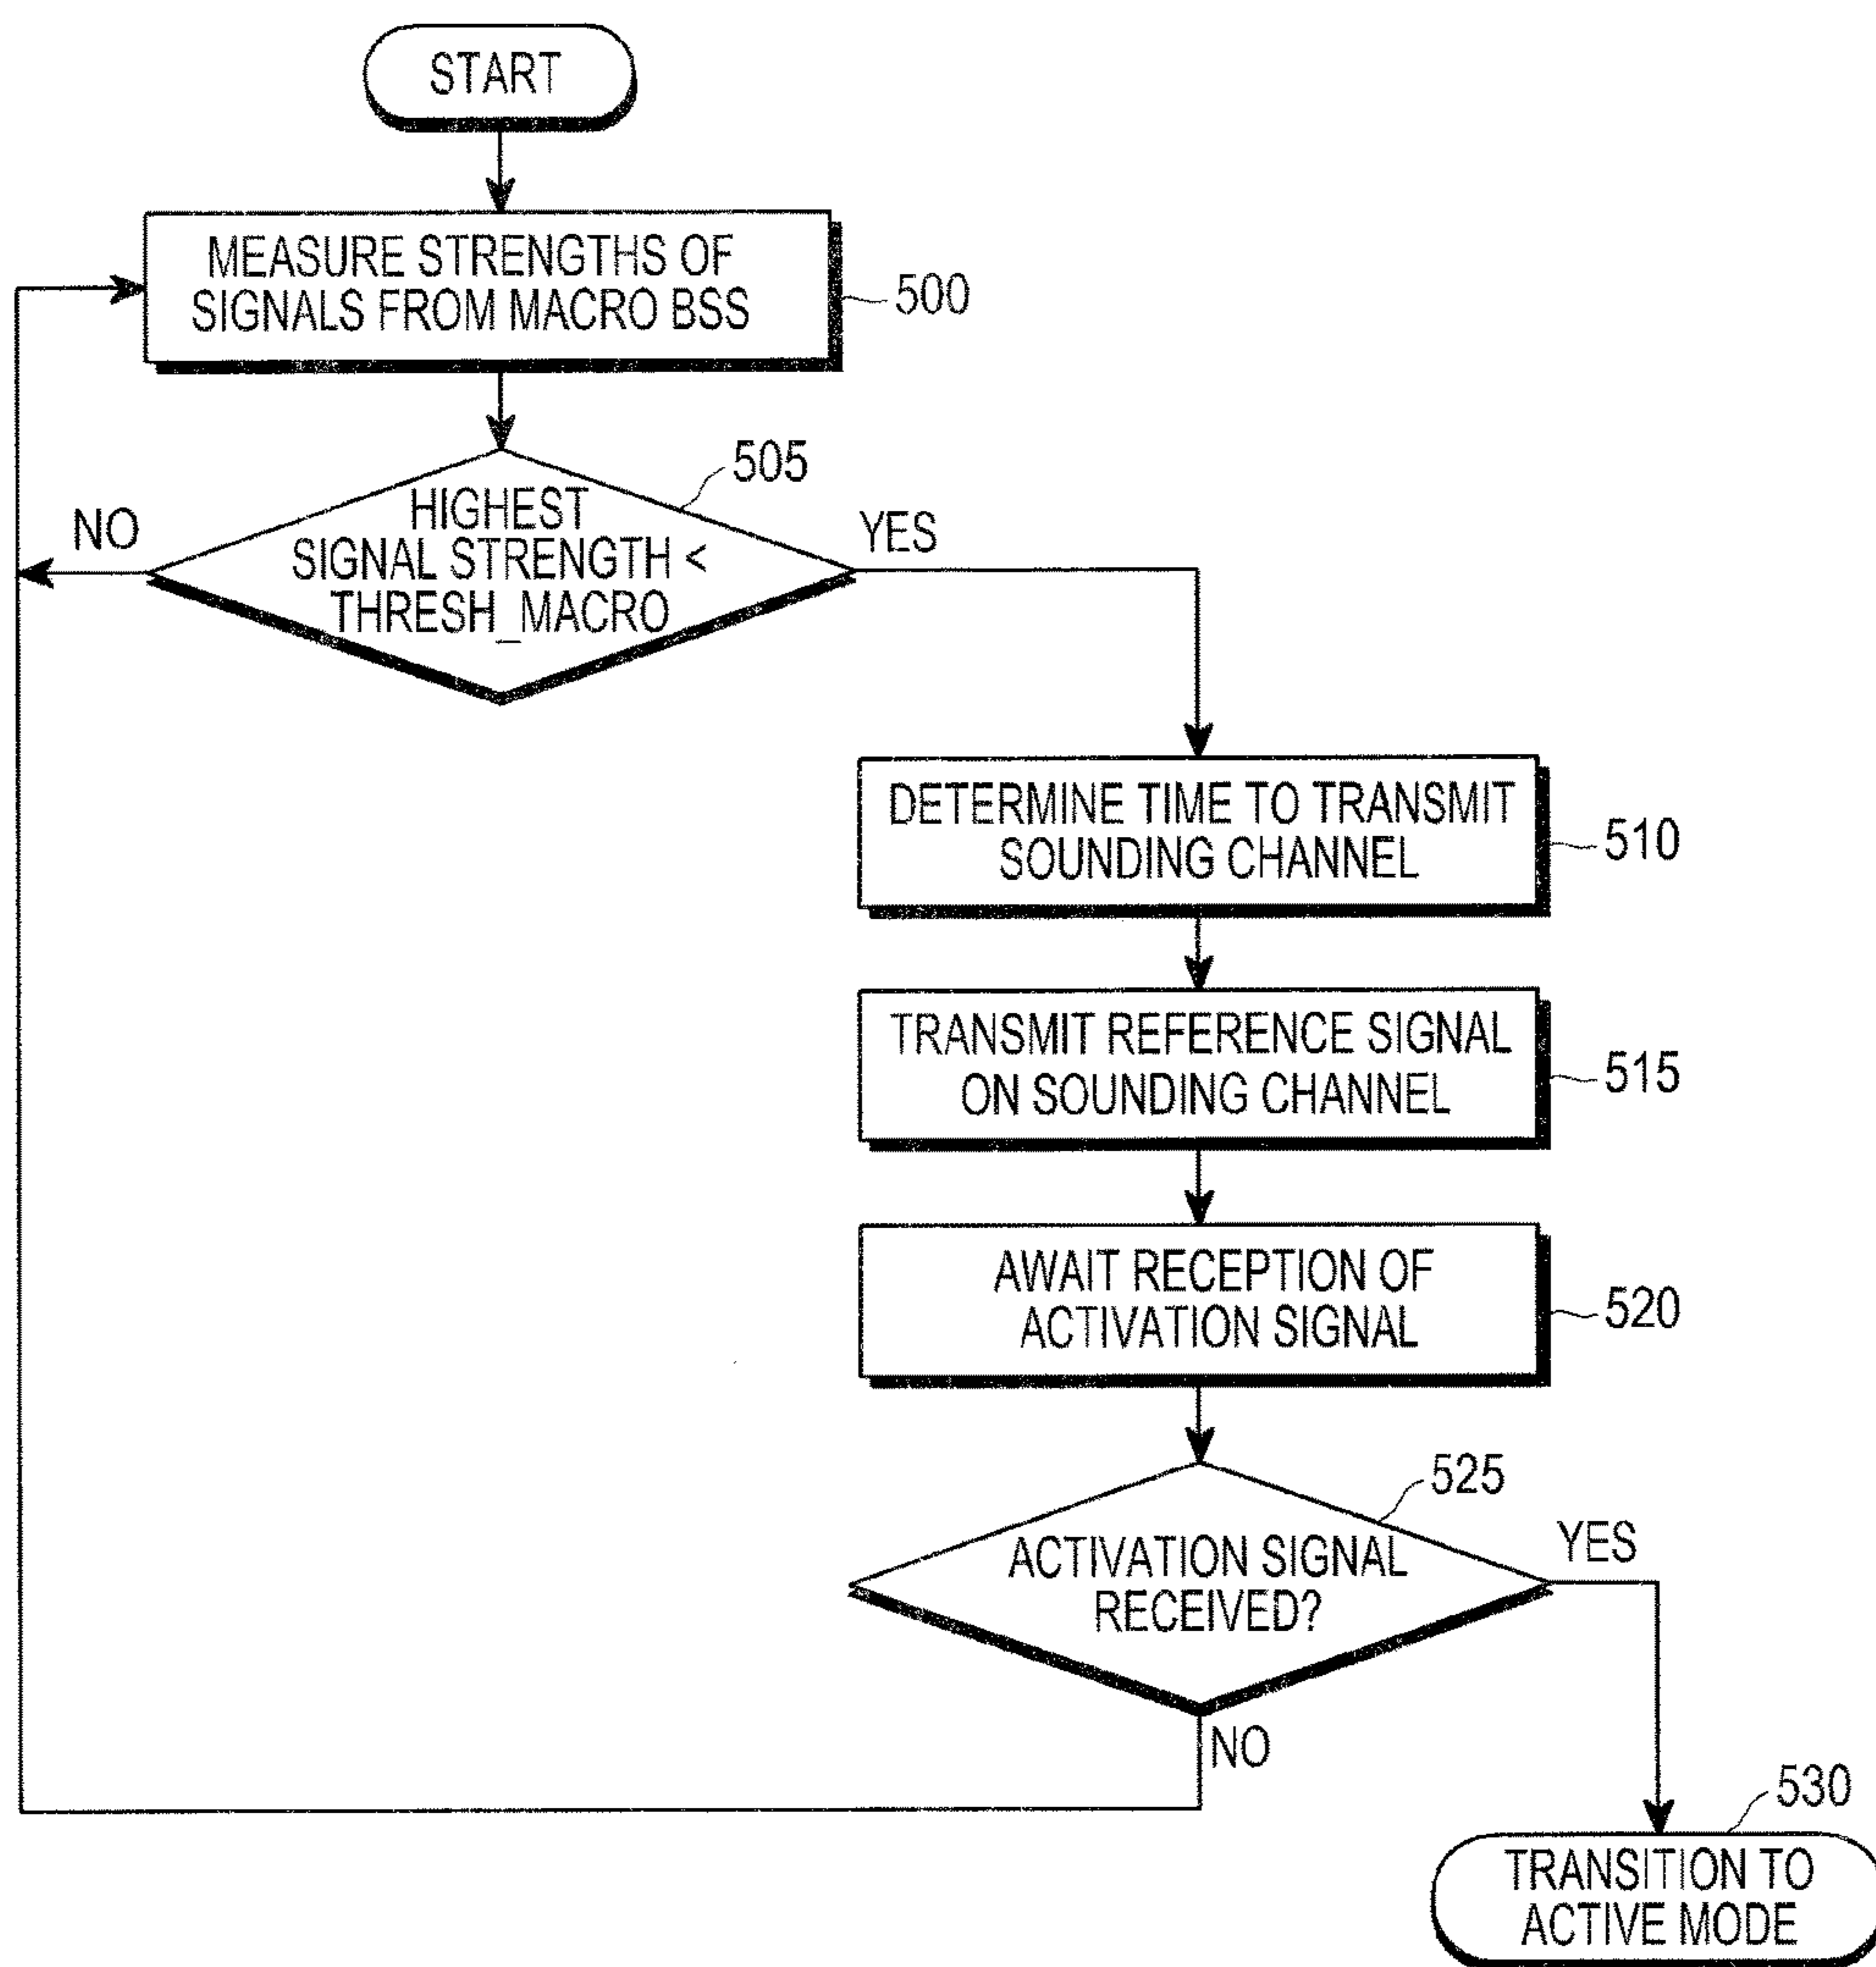 START
MEASURE STRENGTHS OF
SIGNALS FROM MACRO BSS
500
505
HIGHEST
SIGNAL STRENGTH <
THRESH_MACRO
NO
YES
DETERMINE TIME TO TRANSMIT
SOUNDING CHANNEL
510
TRANSMIT REFERENCE SIGNAL
ON SOUNDING CHANNEL
515
AWAIT RECEPTION OF
ACTIVATION SIGNAL
520
525
ACTIVATION SIGNAL
RECEIVED?
YES
NO
530
TRANSITION TO
ACTIVE MODE